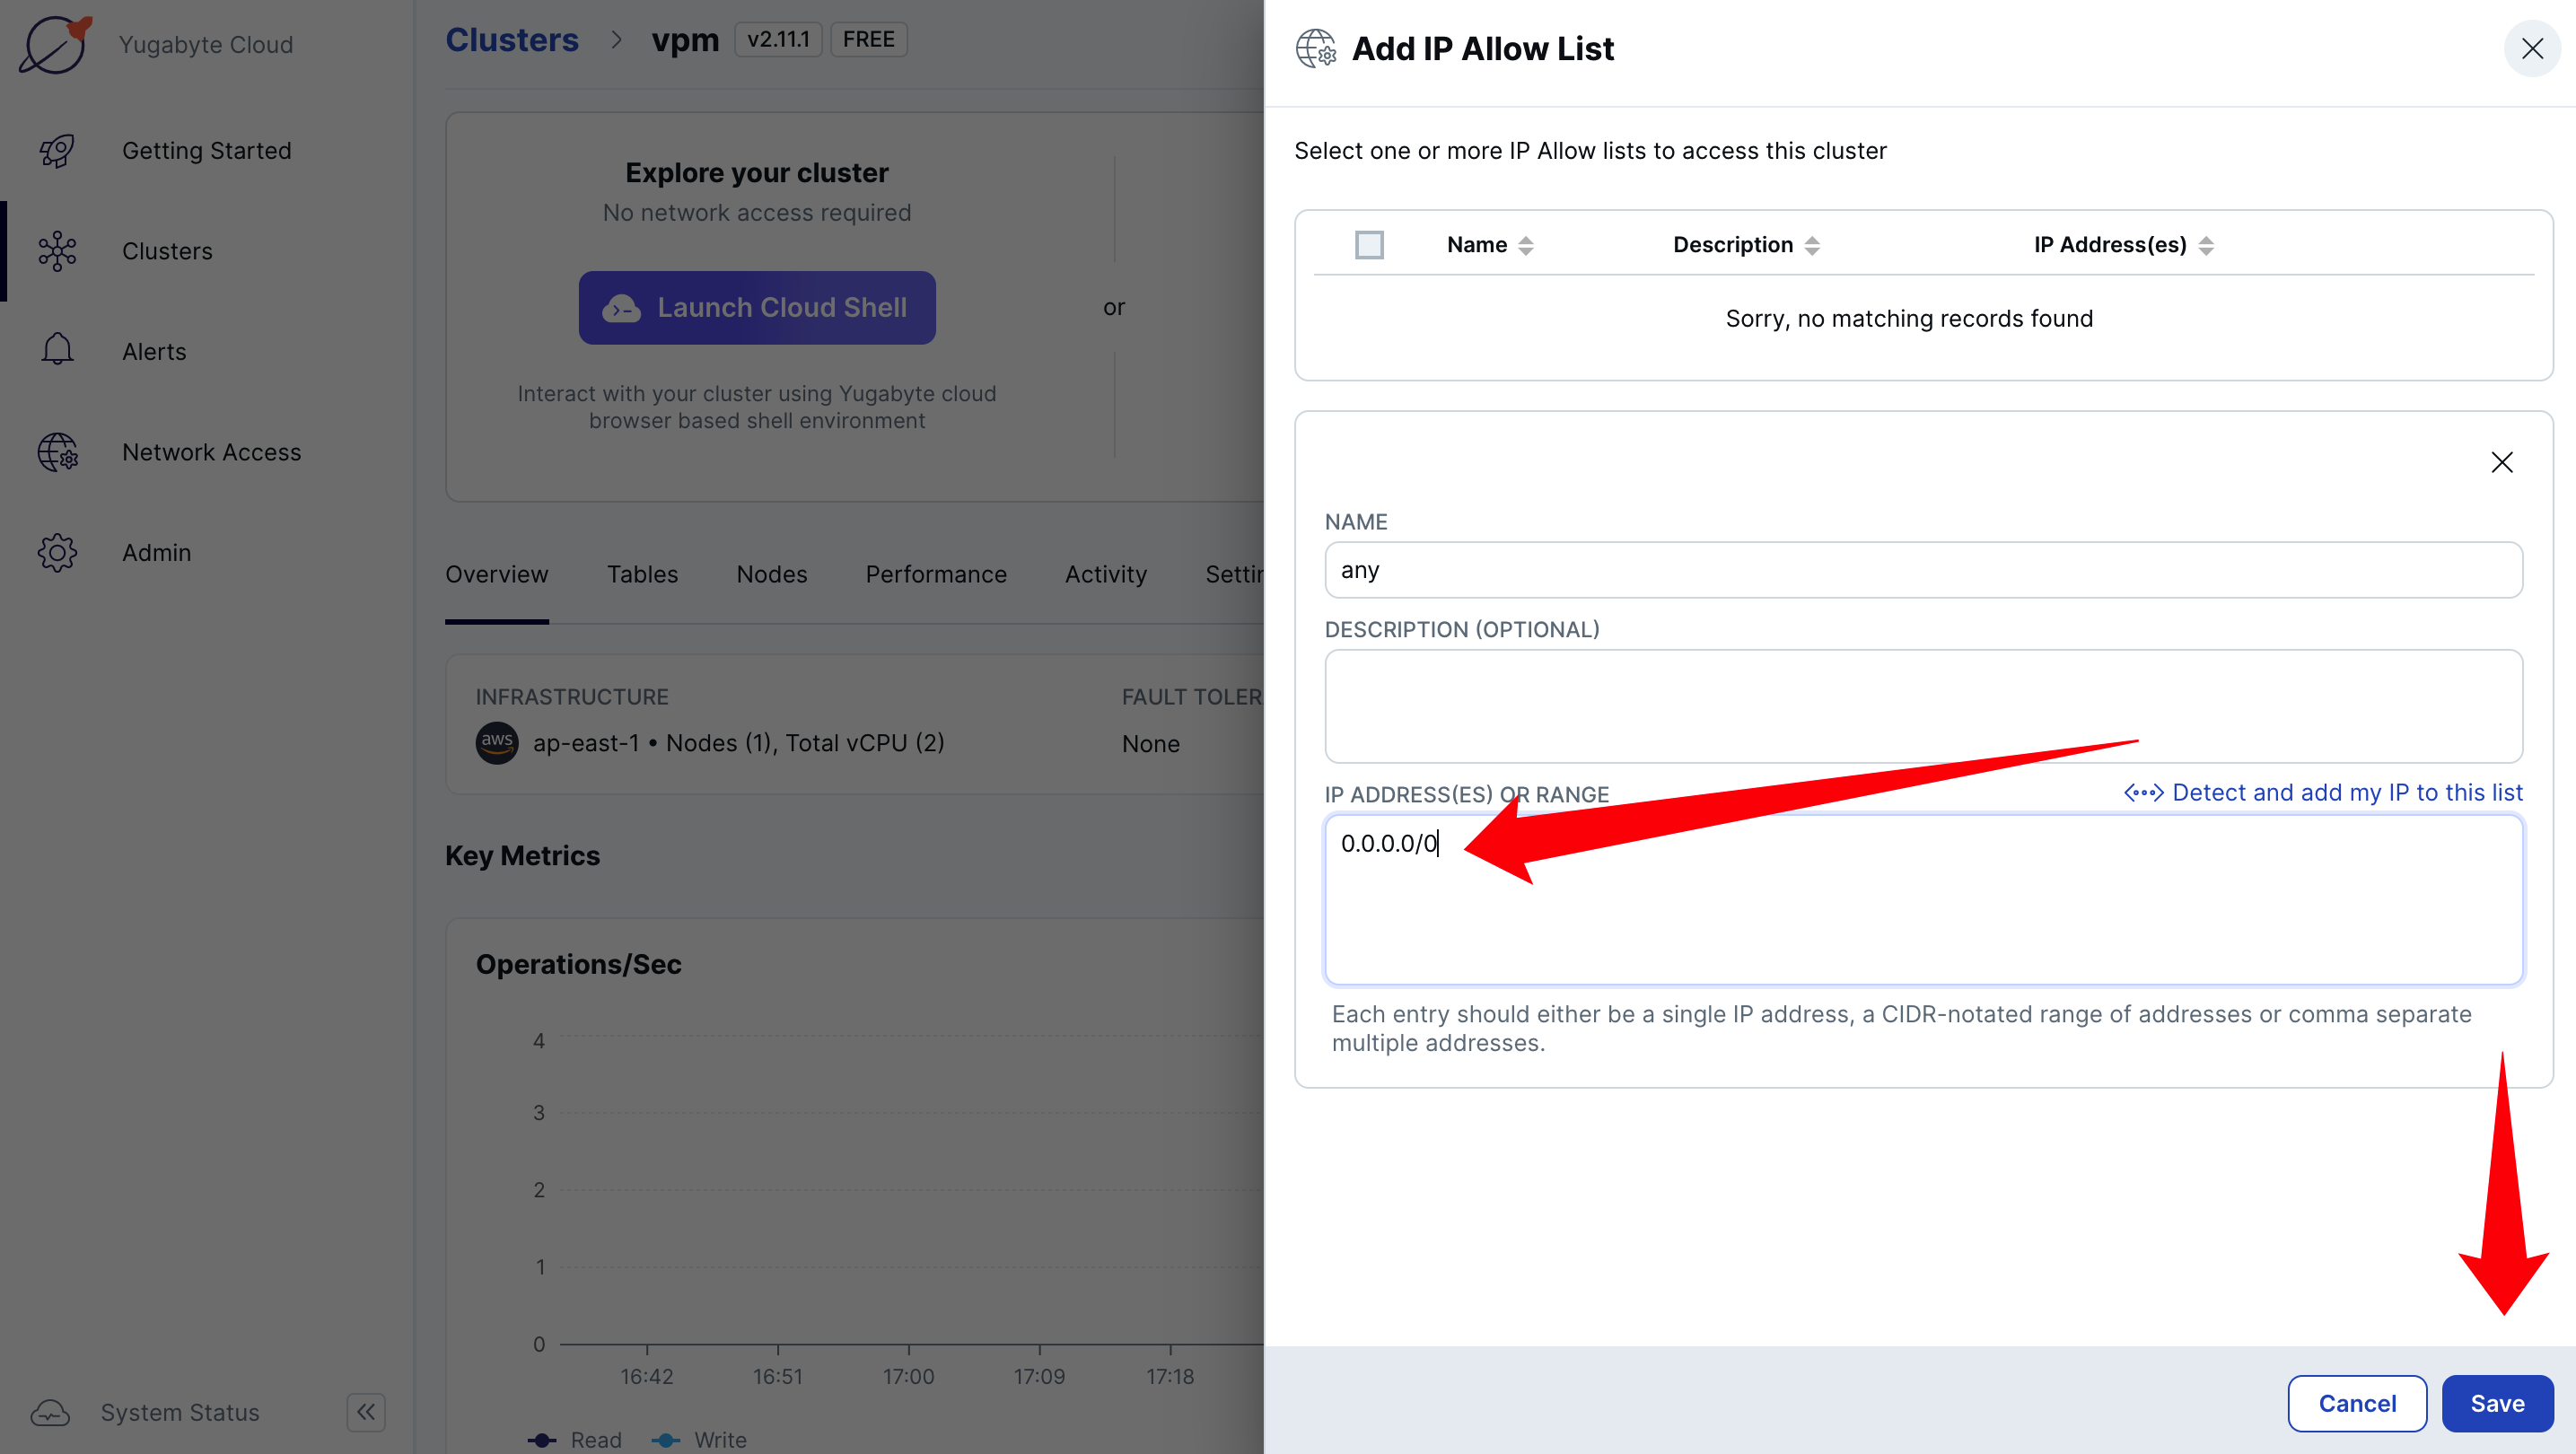 Yugabyte Cloud
Getting Started
Clusters
Alerts
Network Access
Admin
System Status
Clusters > vpm v2.11.1 FREE
Explore your cluster
No network access required
Launch Cloud Shell
or
Interact with your cluster using Yugabyte cloud
browser based shell environment
Overview Tables Nodes Performance Activity Settin
INFRASTRUCTURE
aws ap-east-1 • Nodes (1), Total vCPU (2)
FAULT TOLER
None
Key Metrics
Operations/Sec
4
3
2
1
0
16:42 16:51 17:00 17:09 17:18
Read Write
Add IP Allow List
Select one or more IP Allow lists to access this cluster
Name Description IP Address(es)
Sorry, no matching records found
NAME
any
DESCRIPTION (OPTIONAL)
IP ADDRESS(ES) OR RANGE
Detect and add my IP to this list
0.0.0.0/0
Each entry should either be a single IP address, a CIDR-notated range of addresses or comma separate
multiple addresses.
Cancel Save